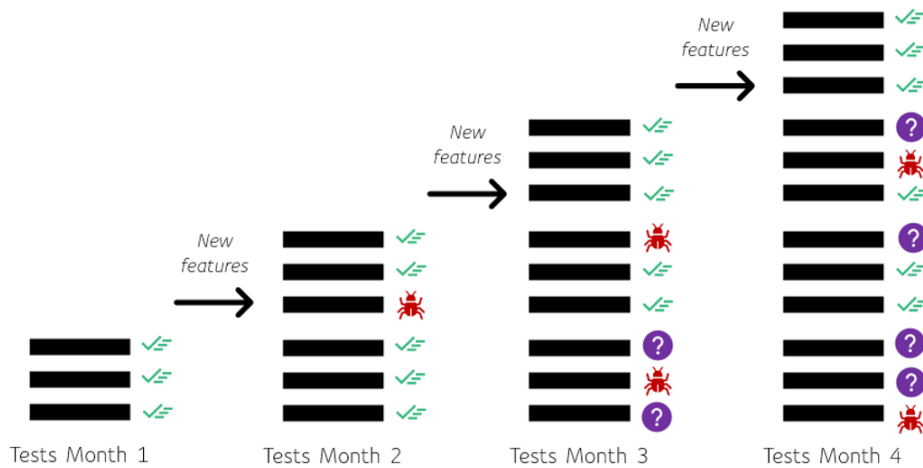 New
features
New
features
New
features
?
?
?
?
?
?
Tests Month 1
Tests Month 2
Tests Month 3
Tests Month 4